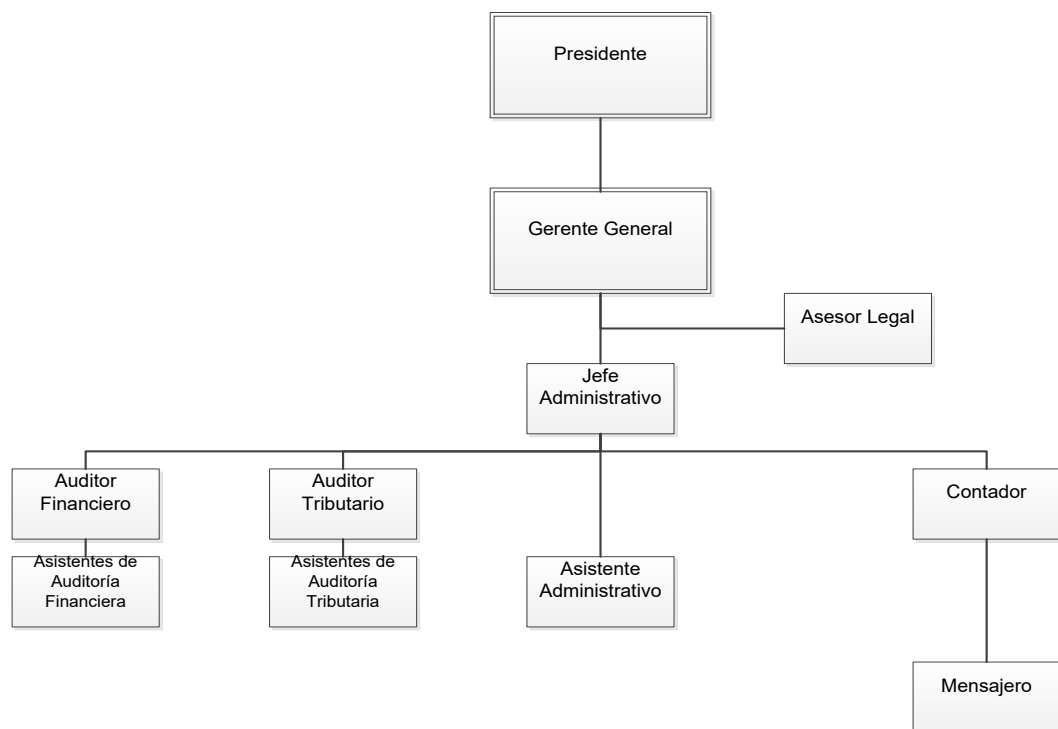 Presidente
Gerente General
Asesor Legal
Jefe
Administrativo
Auditor
Financiero
Auditor
Tributario
Contador
Asistentes de
Auditoría
Financiera
Asistentes de
Auditoría
Tributaria
Asistente
Administrativo
Mensajero